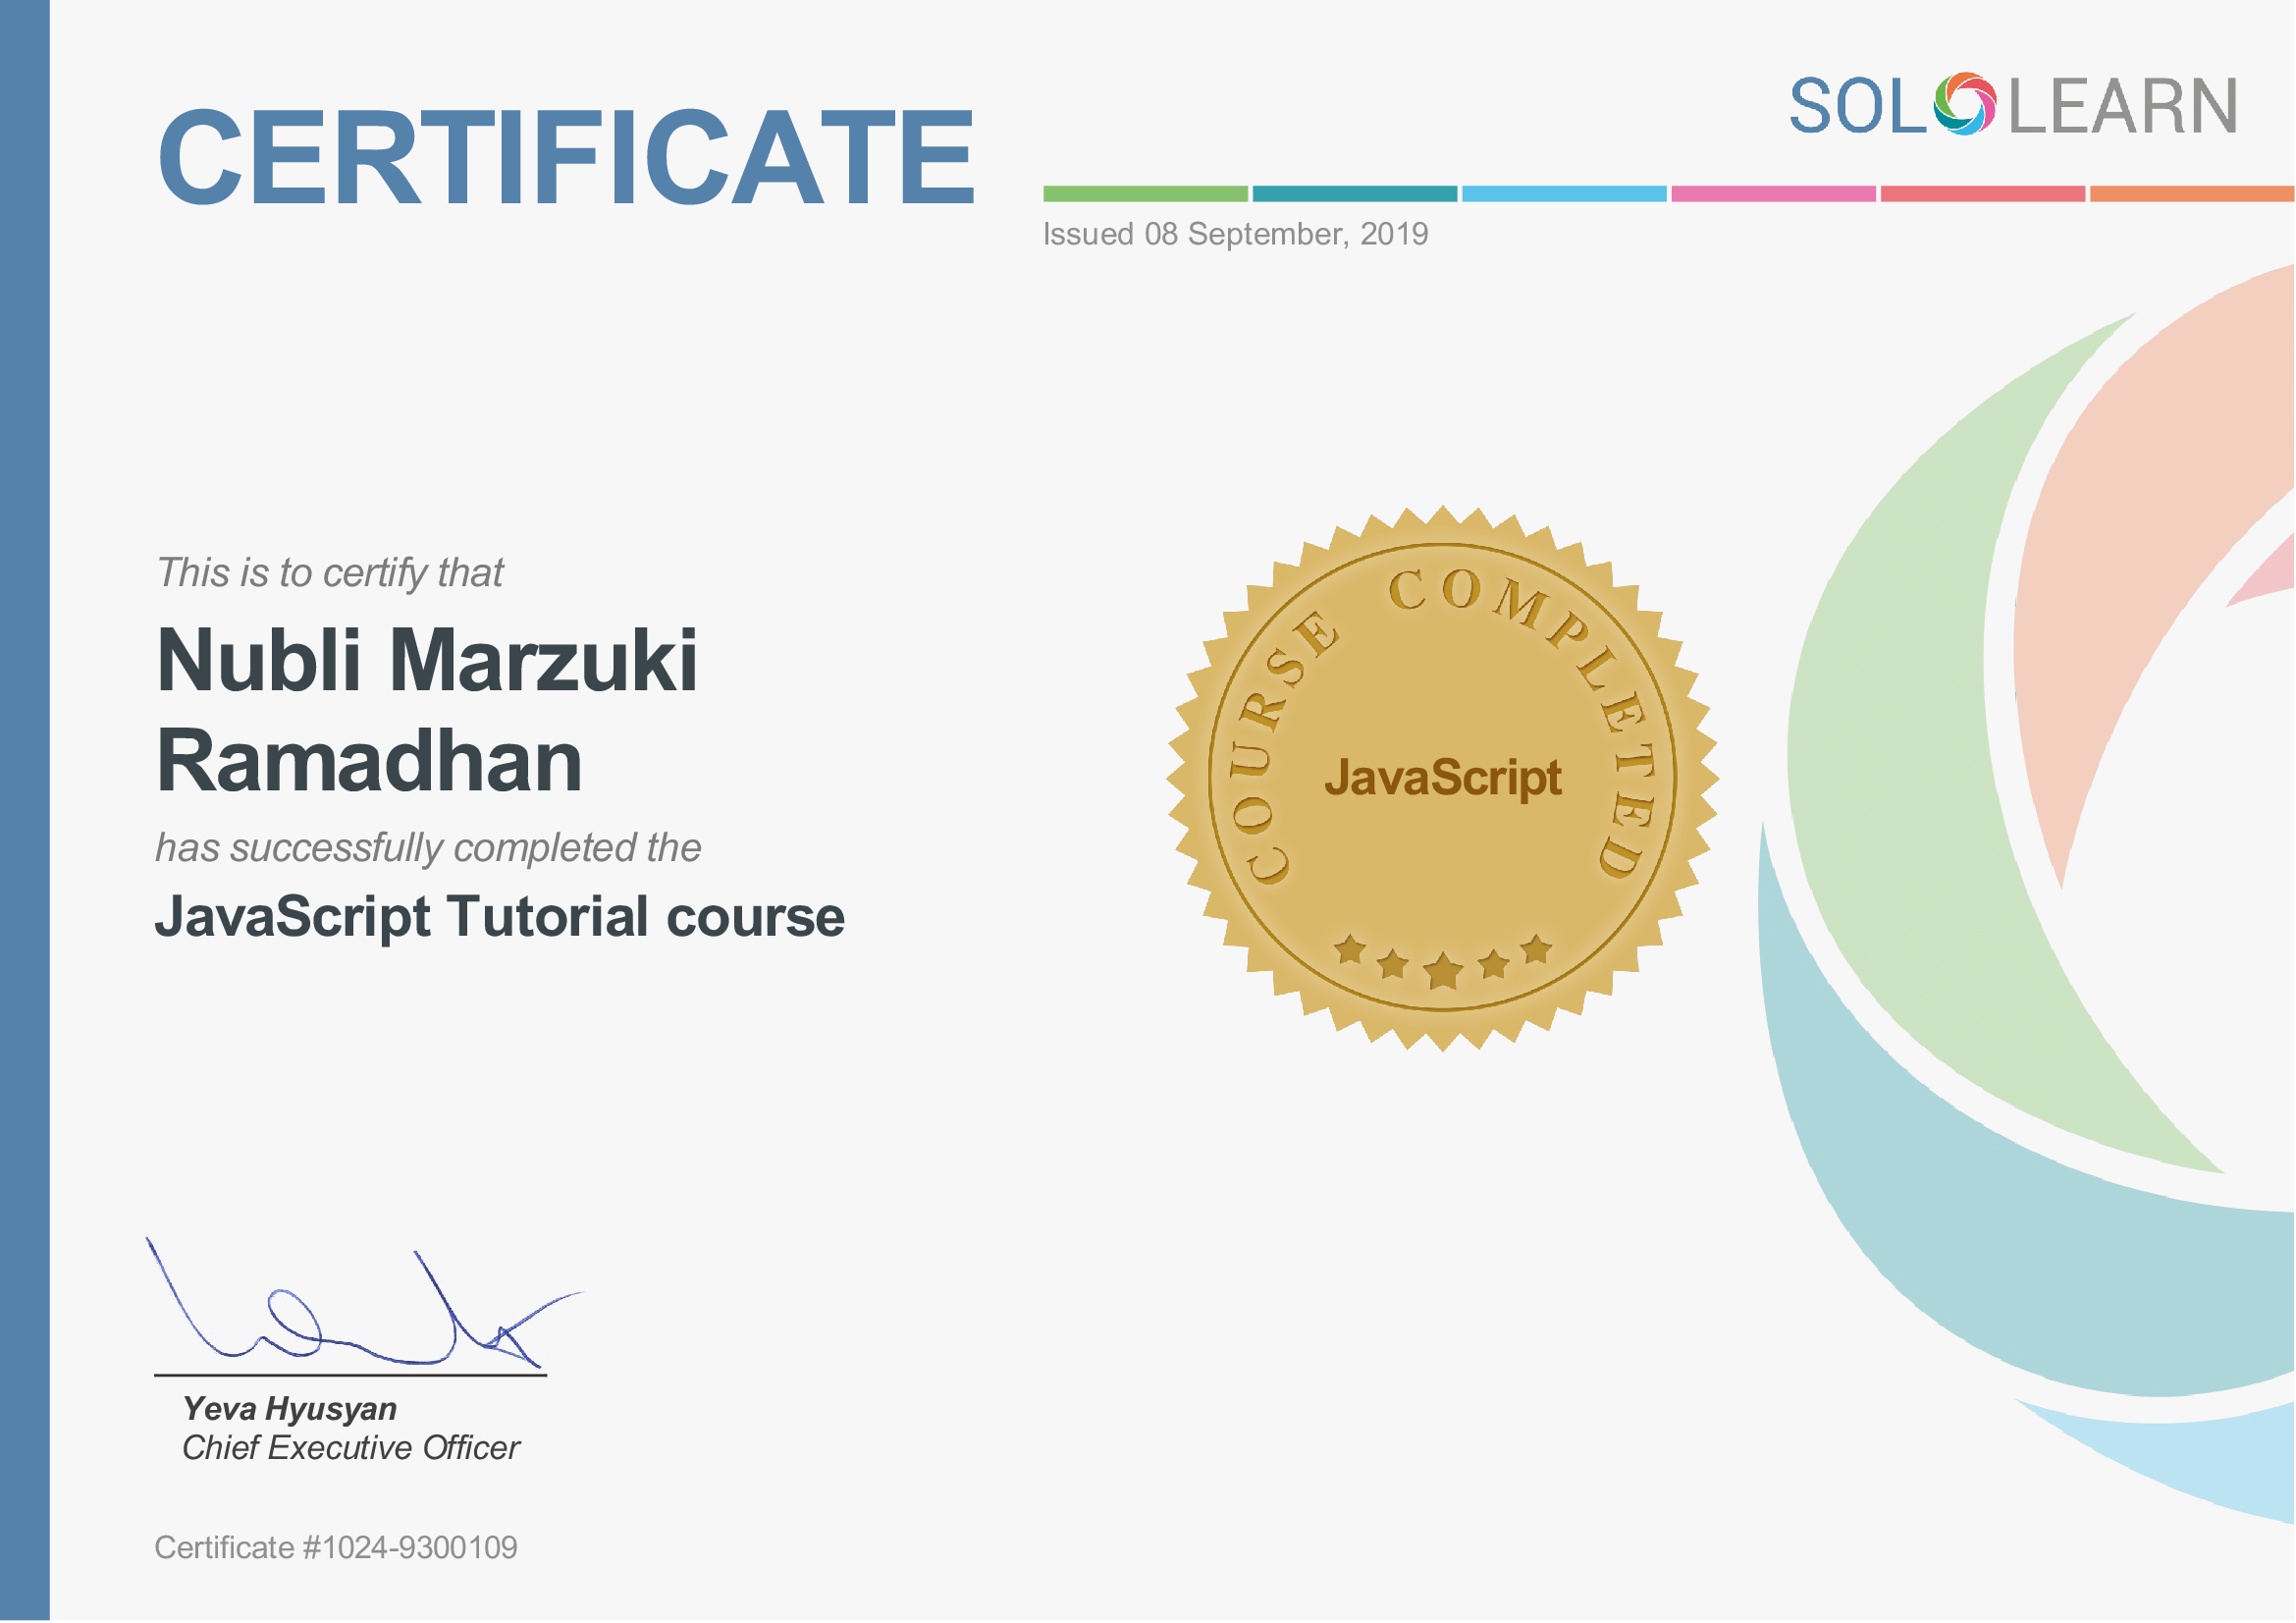 CERTIFICATE
SOLOLEARN
Issued 08 September, 2019
This is to certify that
Nubli Marzuki
Ramadhan
has successfully completed the
JavaScript Tutorial course
COURSE COMPLETED
JavaScript
Yeva Hyusyan
Chief Executive Officer
Certificate #1024-9300109